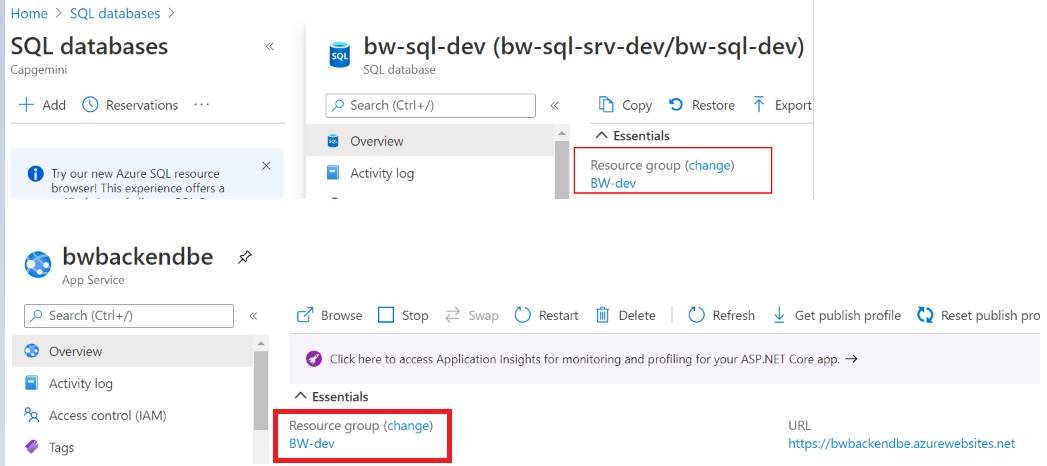 Home > SQL databases >
SQL databases
Capgemini
«
Add
Reservations
···
Try our new Azure SQL resource
browser! This experience offers a
bw-sql-dev (bw-sql-srv-dev/bw-sql-dev)
SQL
SQL database
Search (Ctrl+/)
«
Copy
Restore
Export
Overview
Activity log
Essentials
Resource group (change)
BW-dev
bwbackendbe
App Service
Search (Ctrl+/)
«
Browse
Stop
Swap
Restart
Delete
Refresh
Get publish profile
Reset publish pro
Overview
Activity log
Access control (IAM)
Tags
Click here to access Application Insights for monitoring and profiling for your ASP.NET Core app. →
Essentials
Resource group (change)
BW-dev
URL
https://bwbackendbe.azurewebsites.net